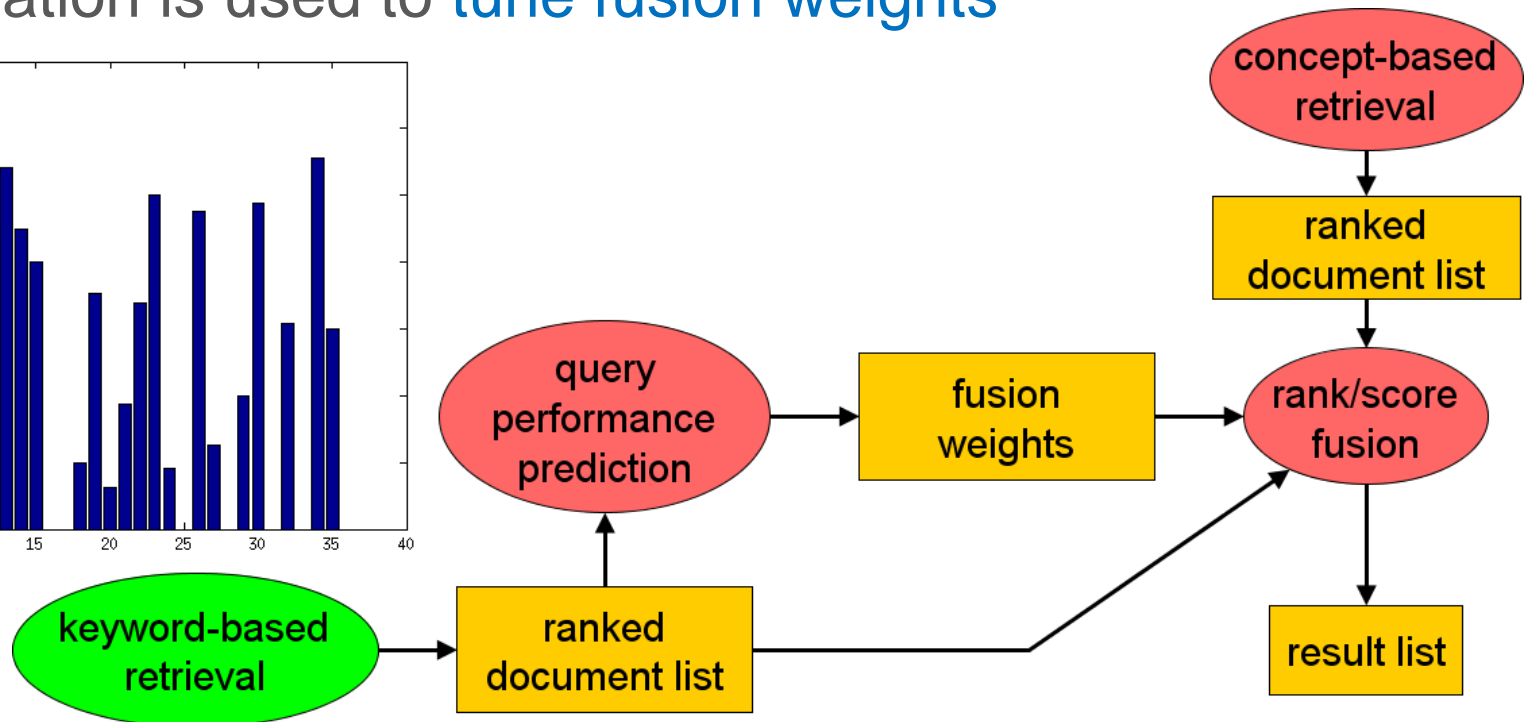 ation is used to tune fusion weights
concept-based
retrieval
ranked
document list
query
performance
prediction
fusion
weights
rank/score
fusion
15 20 25 30 35 40
keyword-based
retrieval
ranked
document list
result list